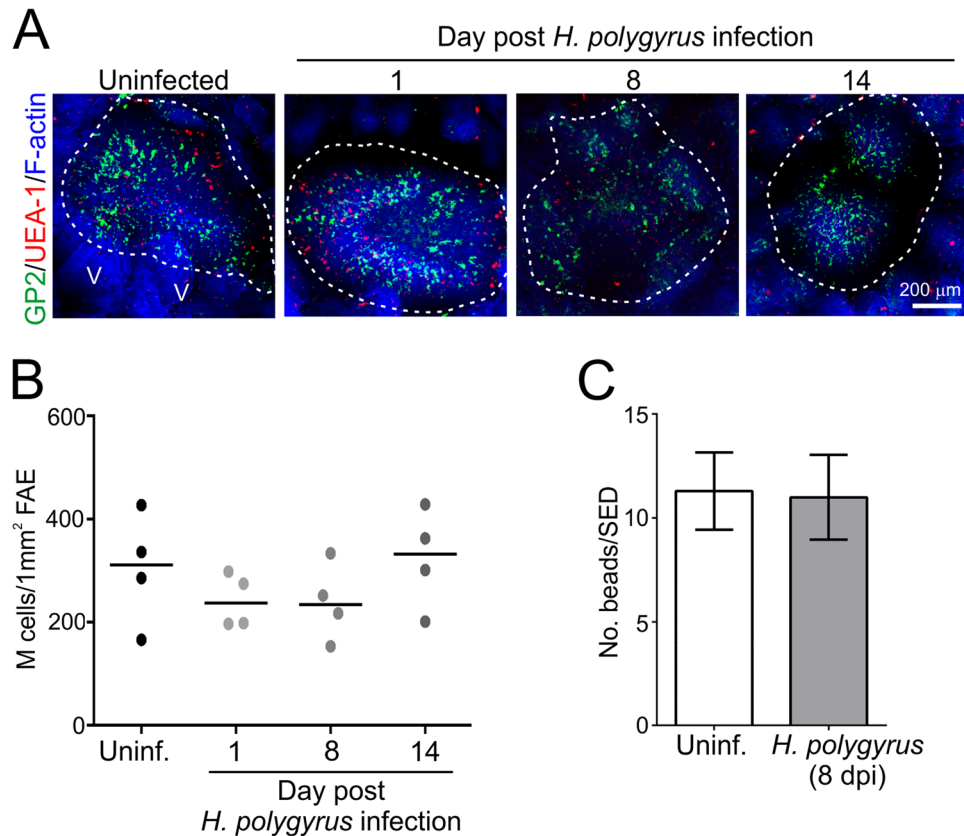 A
Day post H. polygyrus infection
Uninfected 1 8 14
GP2/UEA-1/F-actin
V V
200 µm
B
M cells/1mm² FAE
600
400
200
0
Uninf. 1 8 14
Day post
H. polygyrus infection
C
No. beads/SED
15
10
5
0
Uninf. H. polygyrus
(8 dpi)